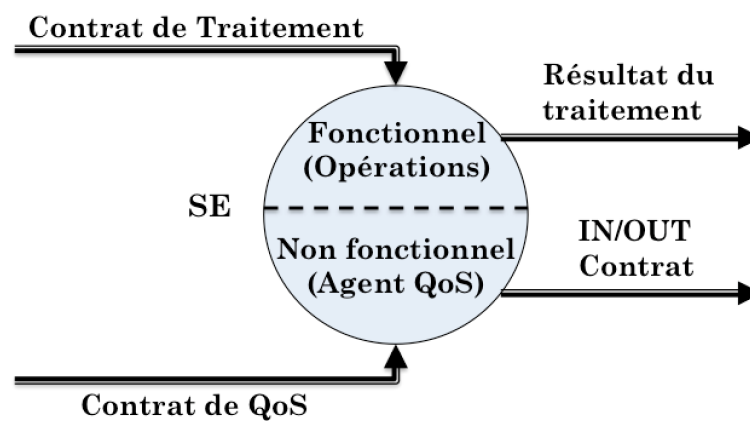 Contrat de Traitement
Résultat du
traitement
Fonctionnel
(Opérations)
SE
IN/OUT
Contrat
Non fonctionnel
(Agent QoS)
Contrat de QoS